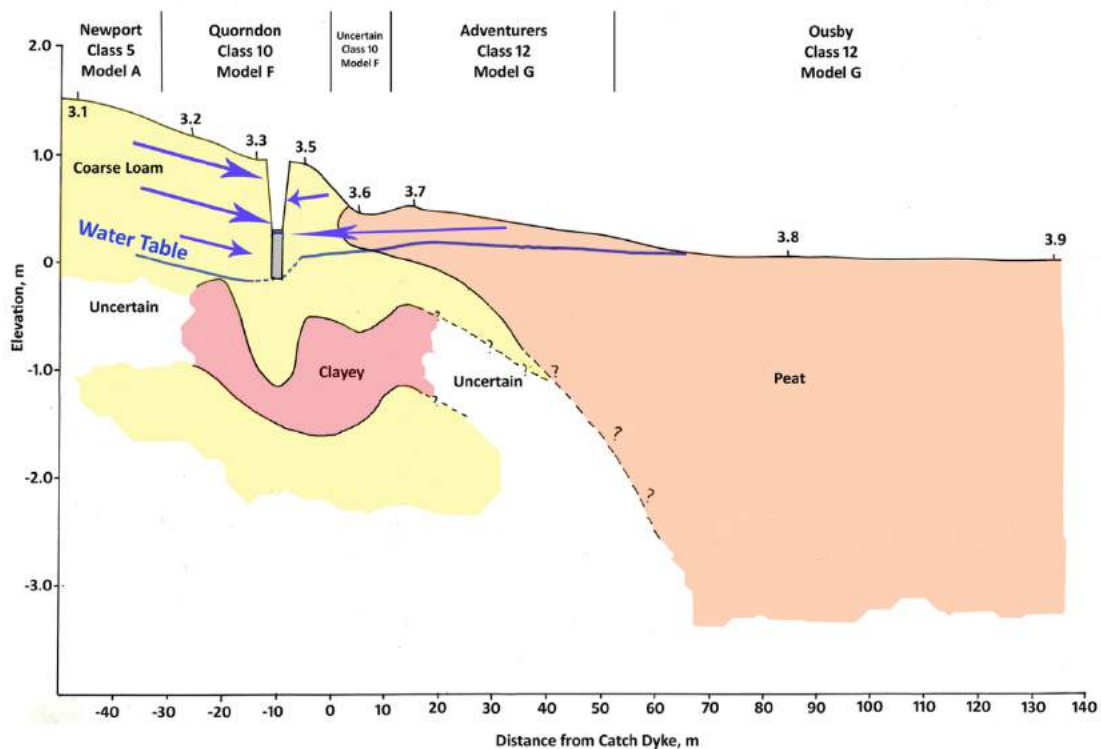 Newport
Class 5
Model A
Quorndon
Class 10
Model F
Uncertain
Class 10
Model F
Adventurers
Class 12
Model G
Ousby
Class 12
Model G
2.0
1.0
0
-1.0
-2.0
-3.0
Elevation, m
3.1
3.2
3.3
3.5
3.6
3.7
3.8
3.9
Coarse Loam
Water Table
Uncertain
Clayey
Uncertain
Peat
?
?
?
?
?
?
?
-40 -30 -20 -10 0 10 20 30 40 50 60 70 80 90 100 110 120 130 140
Distance from Catch Dyke, m